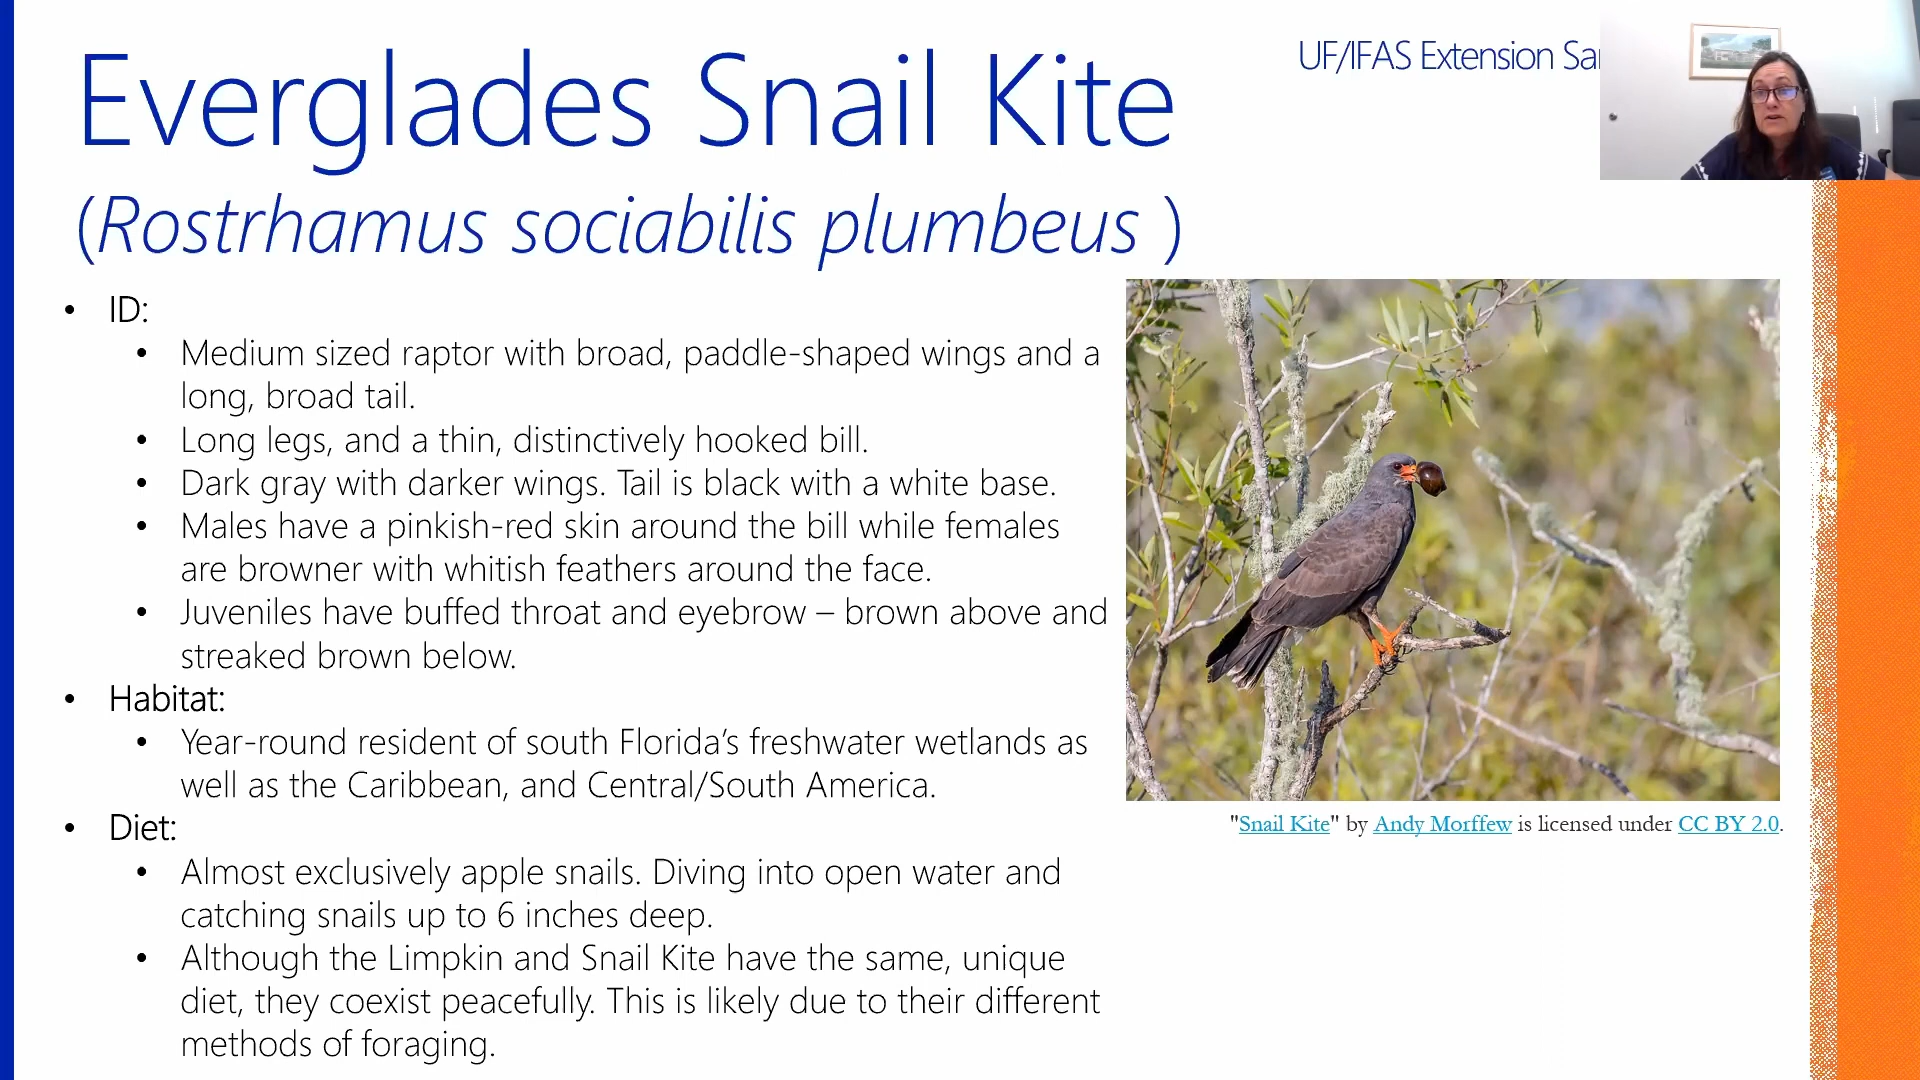 Everglades Snail Kite
UF/IFAS Extension
(Rostrhamus sociabilis plumbeus )
• ID:
• Medium sized raptor with broad, paddle-shaped wings and a
long, broad tail.
• Long legs, and a thin, distinctively hooked bill.
• Dark gray with darker wings. Tail is black with a white base.
• Males have a pinkish-red skin around the bill while females
are browner with whitish feathers around the face.
• Juveniles have buffed throat and eyebrow – brown above and
streaked brown below.
• Habitat:
• Year-round resident of south Florida’s freshwater wetlands as
well as the Caribbean, and Central/South America.
• Diet:
• Almost exclusively apple snails. Diving into open water and
catching snails up to 6 inches deep.
• Although the Limpkin and Snail Kite have the same, unique
diet, they coexist peacefully. This is likely due to their different
methods of foraging.
"Snail Kite" by Andy Morffew is licensed under CC BY 2.0.